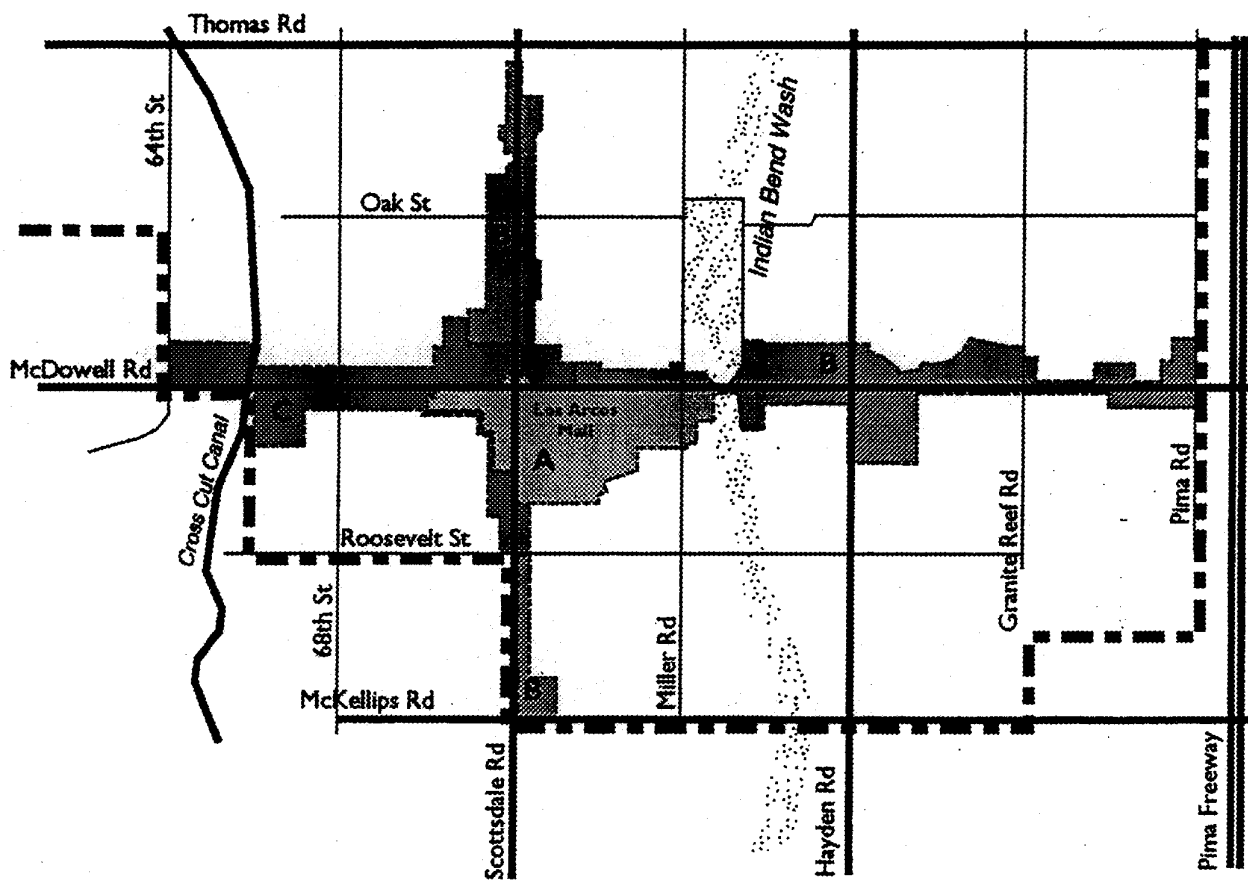 Thomas Rd
64th St
Indian Bend Wash
Oak St
McDowell Rd
B
C
Los Arcos
Mall
A
Cross Cut Canal
Roosevelt St
Granite Reef Rd
Pima Rd
68th St
Miller Rd
McKellips Rd
Scottsdale Rd
Hayden Rd
Pima Freeway